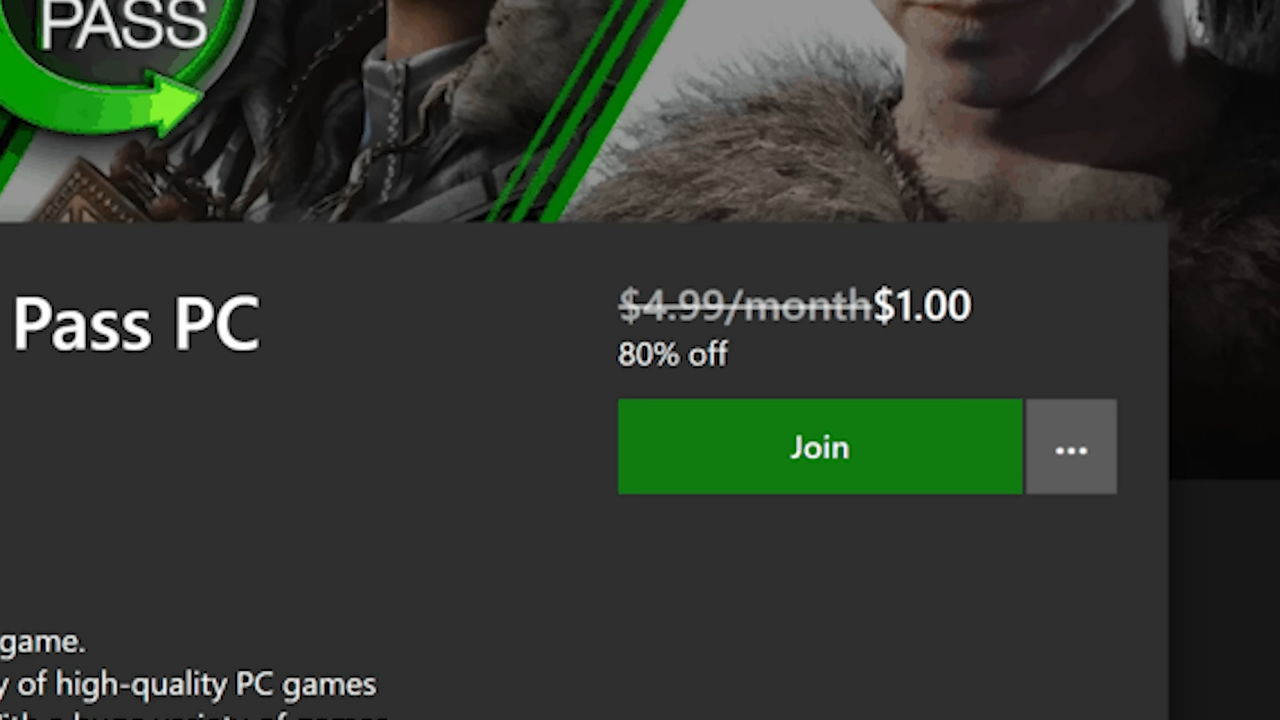 PASS
Pass PC
$4.99/month$1.00
80% off
Join
game.
y of high-quality PC games